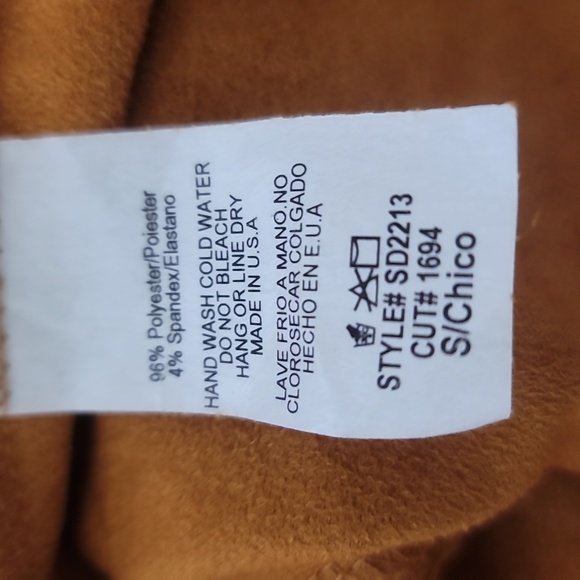 96% Polyester/Poiester
4% Spandex/Elastano
HAND WASH COLD WATER
DO NOT BLEACH
HANG OR LINE DRY
MADE IN U.S.A
LAVE FRIO A MANO.NO
CLOROSECAR COLGADO
HECHO EN E.U.A
STYLE# SD2213
CUT# 1694
S/Chico